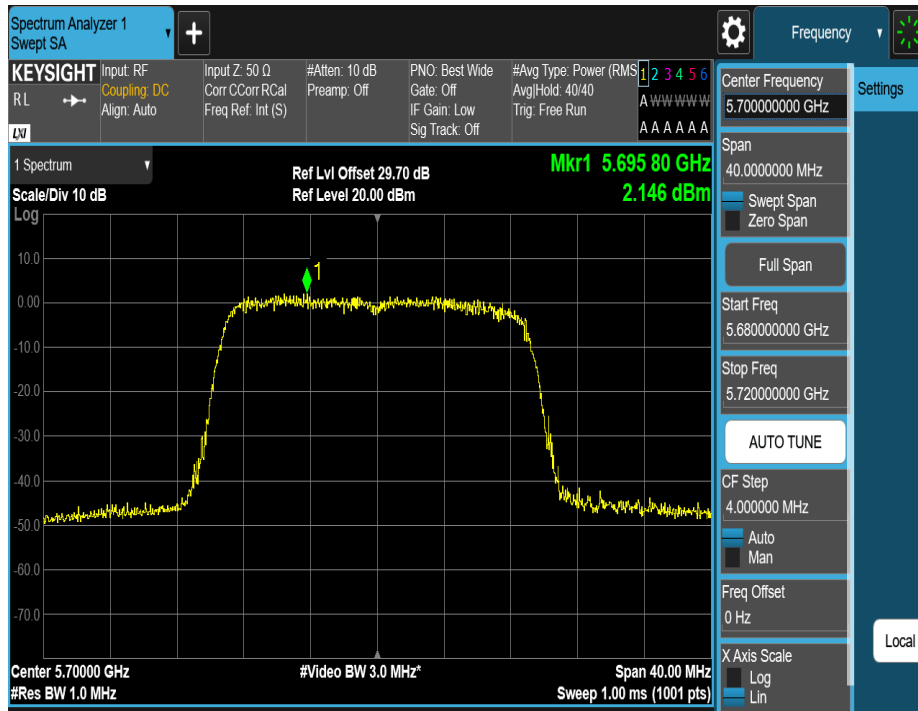 Spectrum Analyzer 1
Swept SA
+
Frequency
KEYSIGHT
R L
LXI
Input: RF
Coupling: DC
Align: Auto
Input Z: 50 Ω
Corr CCorr RCal
Freq Ref: Int (S)
#Atten: 10 dB
Preamp: Off
PNO: Best Wide
Gate: Off
IF Gain: Low
Sig Track: Off
#Avg Type: Power (RMS
Avg|Hold: 40/40
Trig: Free Run
1 2 3 4 5 6
A W W W W W
A A A A A A
Center Frequency
5.700000000 GHz
Settings
Span
40.0000000 MHz
Swept Span
Zero Span
Full Span
Start Freq
5.680000000 GHz
Stop Freq
5.720000000 GHz
AUTO TUNE
CF Step
4.000000 MHz
Auto
Man
Freq Offset
0 Hz
X Axis Scale
Log
Lin
Local
1 Spectrum
Scale/Div 10 dB
Log
Ref Lvl Offset 29.70 dB
Ref Level 20.00 dBm
Mkr1 5.695 80 GHz
2.146 dBm
1
10.0
0.00
-10.0
-20.0
-30.0
-40.0
-50.0
-60.0
-70.0
Center 5.70000 GHz
#Res BW 1.0 MHz
#Video BW 3.0 MHz*
Span 40.00 MHz
Sweep 1.00 ms (1001 pts)